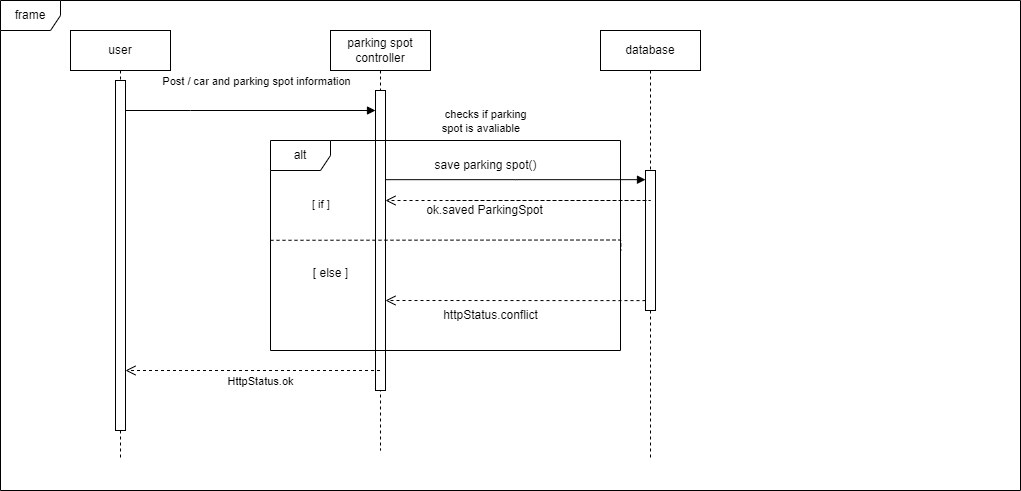 frame
user
parking spot
controller
database
Post / car and parking spot information
checks if parking
spot is avaliable
alt
save parking spot()
[ if ]
ok.saved ParkingSpot
[ else ]
httpStatus.conflict
HttpStatus.ok